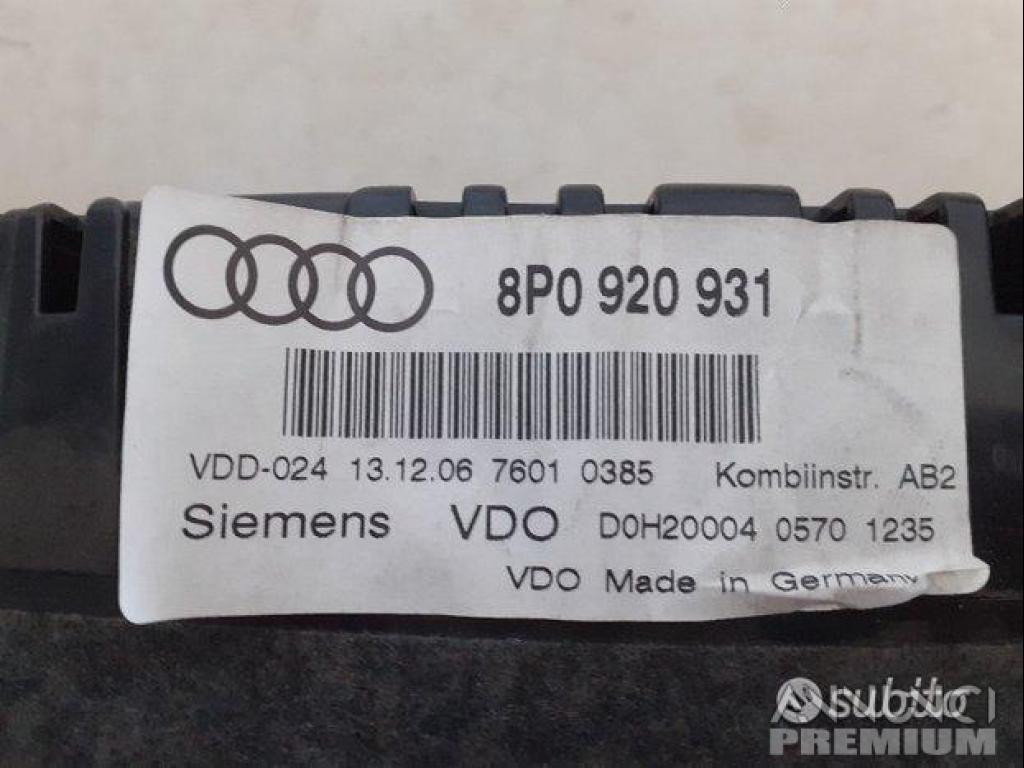 8P0 920 931
VDD-024 13.12.06 7601 0385 Kombiinstr. AB2
Siemens VDO D0H20004 0570 1235
VDO Made in Germany
subito
PREMIUM